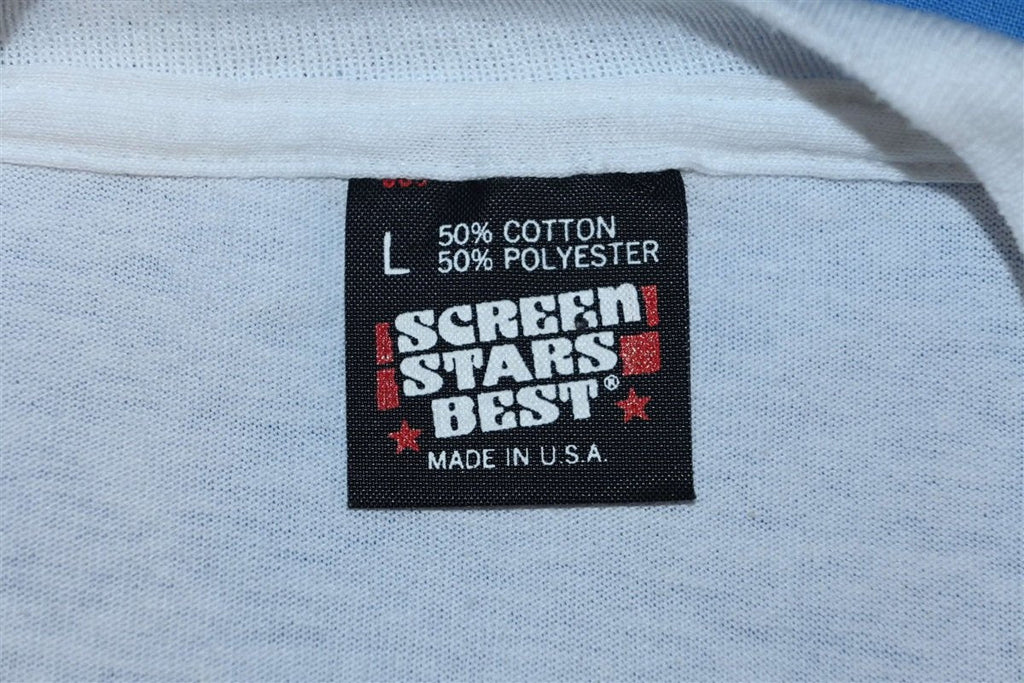 L
50% COTTON
50% POLYESTER
SCREEN
STARS
BEST®
MADE IN U.S.A.